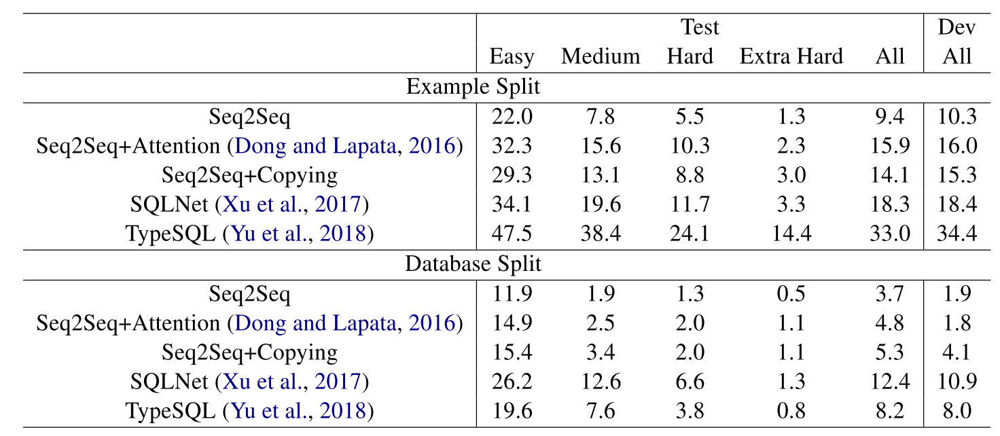 Test Dev
Easy Medium Hard Extra Hard All All
Example Split
Seq2Seq 22.0 7.8 5.5 1.3 9.4 10.3
Seq2Seq+Attention (Dong and Lapata, 2016) 32.3 15.6 10.3 2.3 15.9 16.0
Seq2Seq+Copying 29.3 13.1 8.8 3.0 14.1 15.3
SQLNet (Xu et al., 2017) 34.1 19.6 11.7 3.3 18.3 18.4
TypeSQL (Yu et al., 2018) 47.5 38.4 24.1 14.4 33.0 34.4
Database Split
Seq2Seq 11.9 1.9 1.3 0.5 3.7 1.9
Seq2Seq+Attention (Dong and Lapata, 2016) 14.9 2.5 2.0 1.1 4.8 1.8
Seq2Seq+Copying 15.4 3.4 2.0 1.1 5.3 4.1
SQLNet (Xu et al., 2017) 26.2 12.6 6.6 1.3 12.4 10.9
TypeSQL (Yu et al., 2018) 19.6 7.6 3.8 0.8 8.2 8.0